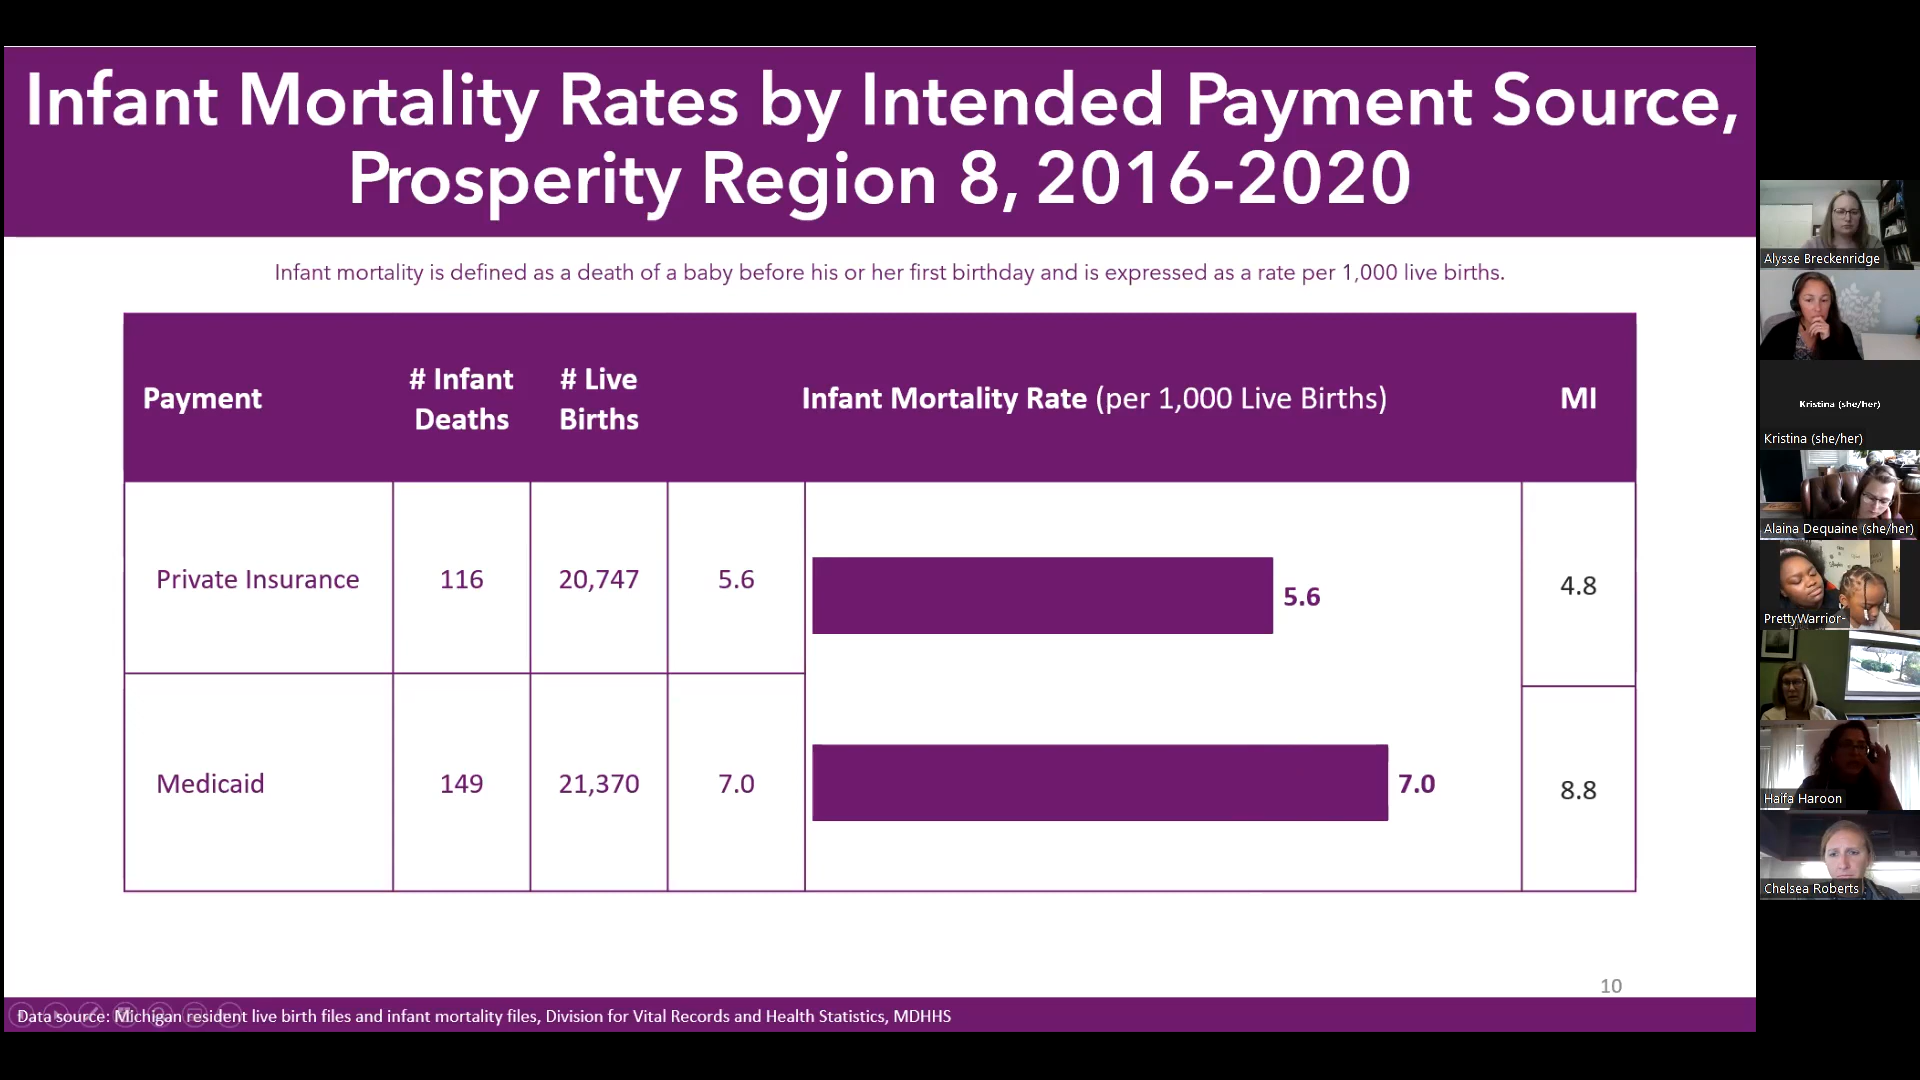 Infant Mortality Rates by Intended Payment Source,
Prosperity Region 8, 2016-2020
Infant mortality is defined as a death of a baby before his or her first birthday and is expressed as a rate per 1,000 live births.
Payment
# Infant
Deaths
# Live
Births
Infant Mortality Rate (per 1,000 Live Births)
MI
Private Insurance
116
20,747
5.6
5.6
4.8
Medicaid
149
21,370
7.0
7.0
8.8
10
Data source: Michigan resident live birth files and infant mortality files, Division for Vital Records and Health Statistics, MDHHS
Alysse Breckenridge
Kristina (she/her)
Kristina (she/her)
Alaina Dequaine (she/her)
PrettyWarrior-
Haifa Haroon
Chelsea Roberts